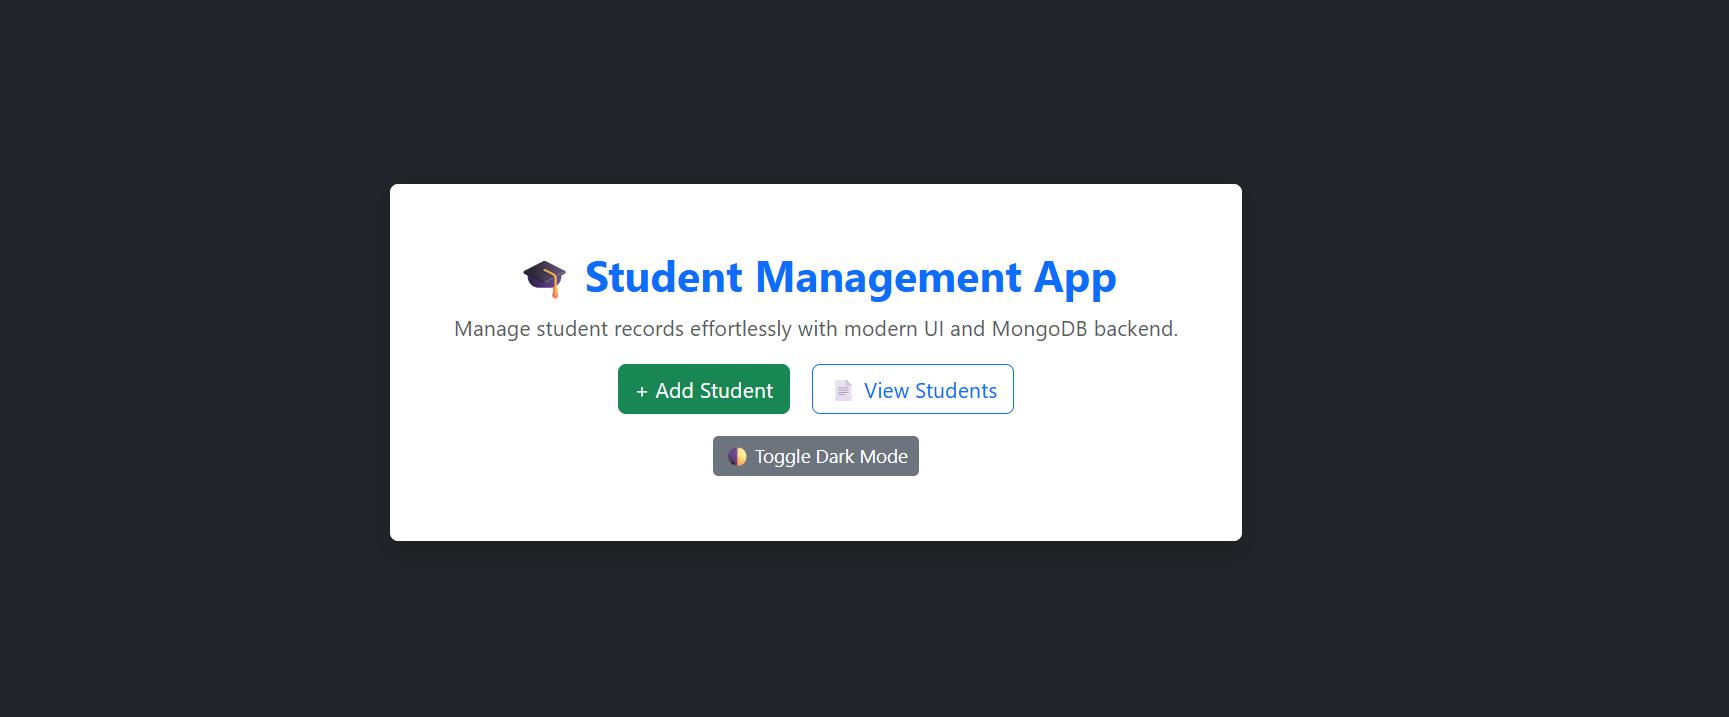 🎓 Student Management App
Manage student records effortlessly with modern UI and MongoDB backend.
+ Add Student
📄 View Students
🌓 Toggle Dark Mode